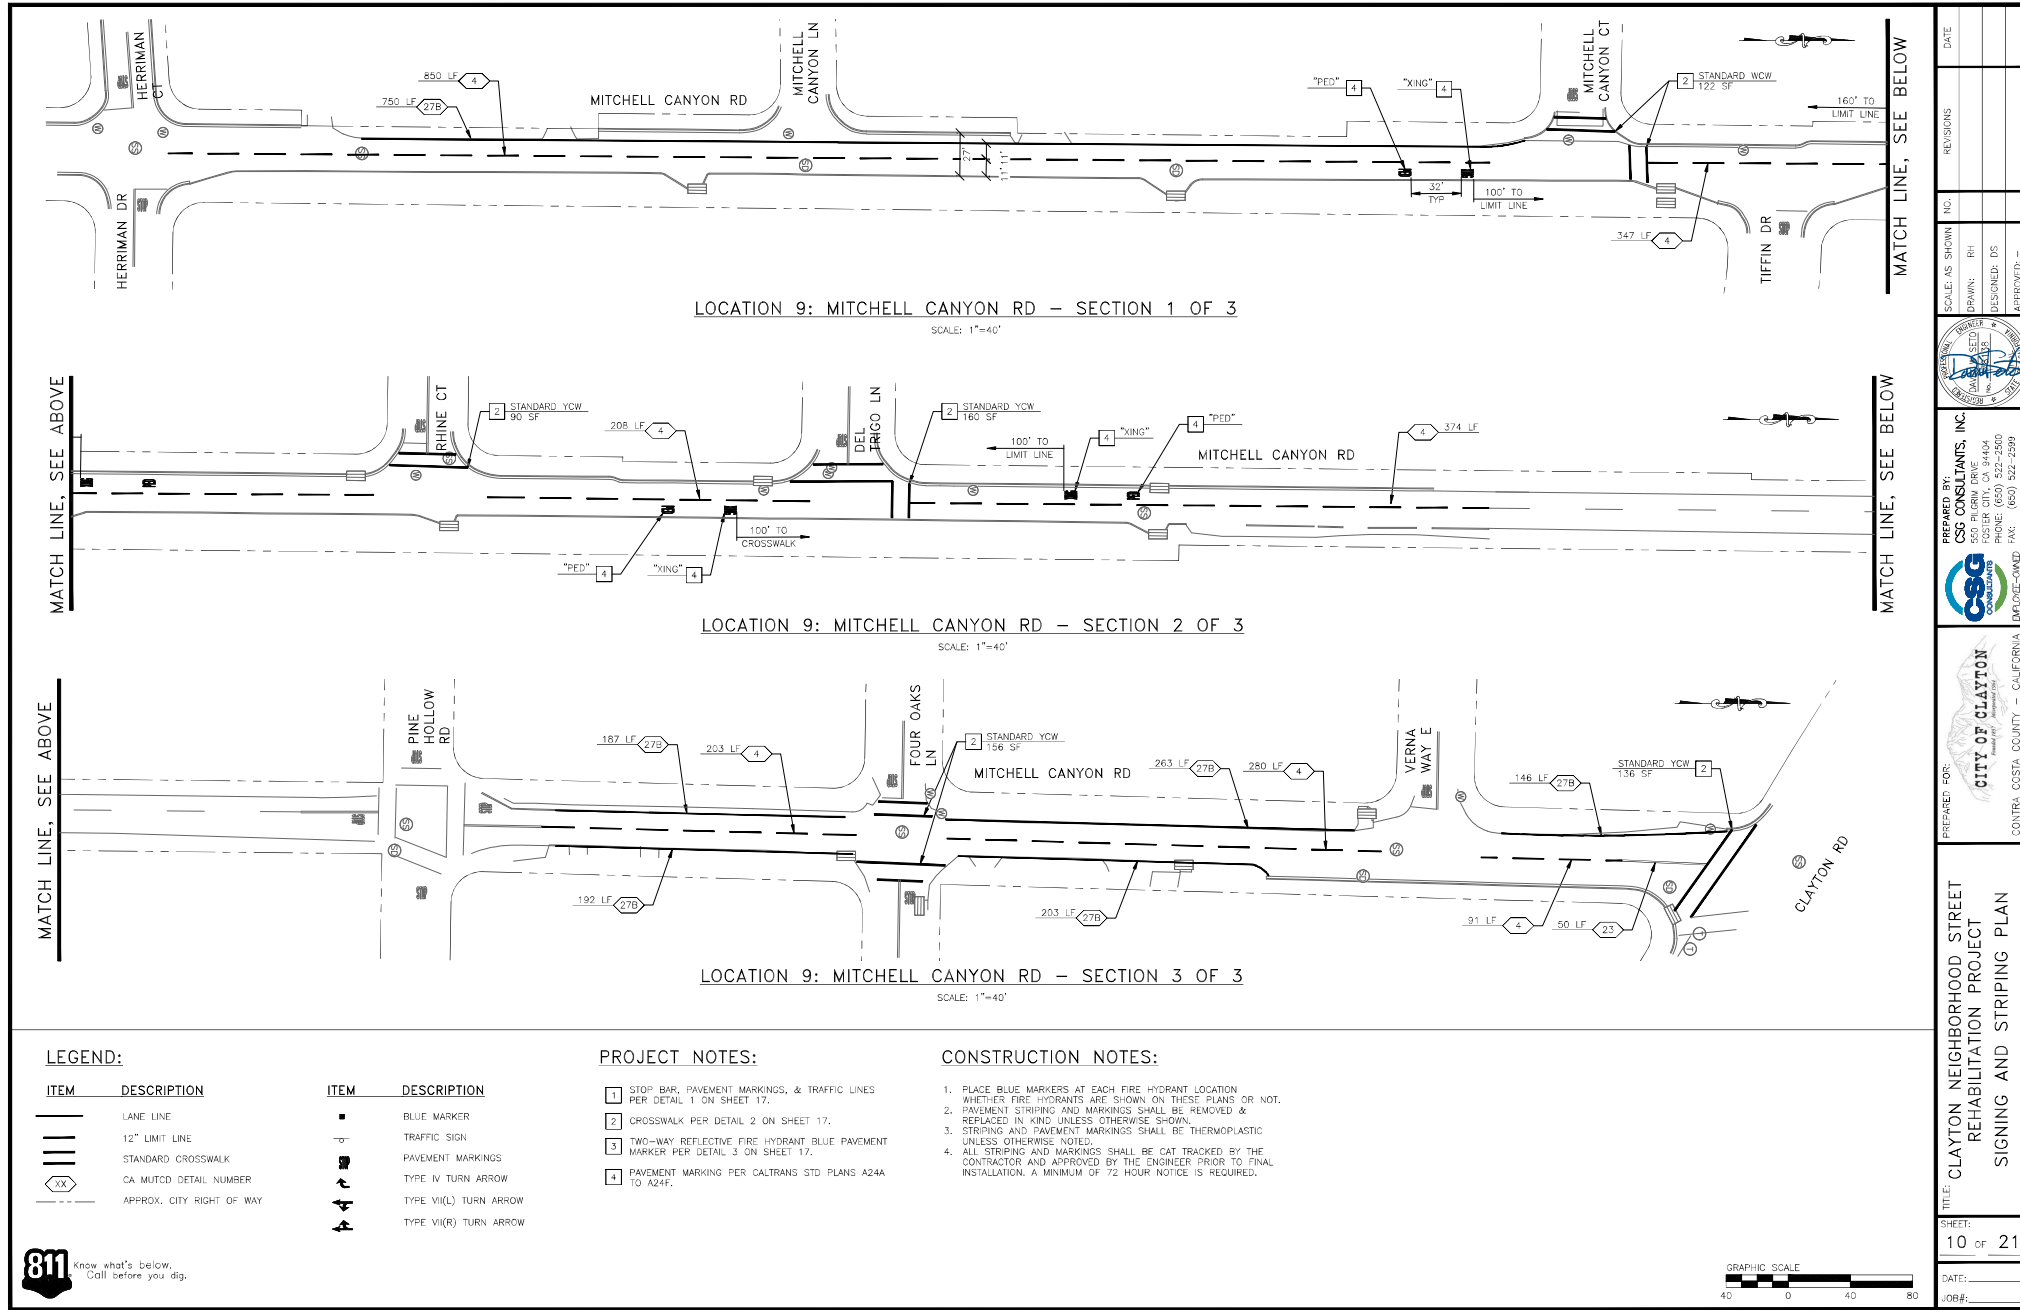 HERRIMAN CT
HERRIMAN DR
850 LF 4
750 LF 27B
MITCHELL CANYON RD
MITCHELL CANYON LN
27'
11' 11'
"PED" 4
"XING" 4
MITCHELL CANYON CT
2 STANDARD WCW
122 SF
160' TO
LIMIT LINE
32'
TYP
100' TO
LIMIT LINE
347 LF 4
TIFFIN DR
MATCH LINE, SEE BELOW
LOCATION 9: MITCHELL CANYON RD – SECTION 1 OF 3
SCALE: 1"=40'
MATCH LINE, SEE ABOVE
RHINE CT
2 STANDARD YCW
90 SF
208 LF 4
DEL TRIGO LN
2 STANDARD YCW
160 SF
100' TO
LIMIT LINE
4 "XING"
4 "PED"
MITCHELL CANYON RD
4 374 LF
"PED" 4
"XING" 4
100' TO
CROSSWALK
MATCH LINE, SEE BELOW
LOCATION 9: MITCHELL CANYON RD – SECTION 2 OF 3
SCALE: 1"=40'
MATCH LINE, SEE ABOVE
PINE HOLLOW RD
187 LF 27B
203 LF 4
FOUR OAKS LN
2 STANDARD YCW
156 SF
MITCHELL CANYON RD
263 LF 27B
280 LF 4
VERNA WAY E
146 LF 27B
STANDARD YCW 2
136 SF
192 LF 27B
203 LF 27B
91 LF 4
50 LF 23
CLAYTON RD
LOCATION 9: MITCHELL CANYON RD – SECTION 3 OF 3
SCALE: 1"=40'
LEGEND:
ITEM DESCRIPTION
LANE LINE
12" LIMIT LINE
STANDARD CROSSWALK
XX CA MUTCD DETAIL NUMBER
APPROX. CITY RIGHT OF WAY
ITEM DESCRIPTION
BLUE MARKER
TRAFFIC SIGN
PAVEMENT MARKINGS
TYPE IV TURN ARROW
TYPE VII(L) TURN ARROW
TYPE VII(R) TURN ARROW
PROJECT NOTES:
1 STOP BAR, PAVEMENT MARKINGS, & TRAFFIC LINES
PER DETAIL 1 ON SHEET 17.
2 CROSSWALK PER DETAIL 2 ON SHEET 17.
3 TWO-WAY REFLECTIVE FIRE HYDRANT BLUE PAVEMENT
MARKER PER DETAIL 3 ON SHEET 17.
4 PAVEMENT MARKING PER CALTRANS STD PLANS A24A
TO A24F.
CONSTRUCTION NOTES:
1. PLACE BLUE MARKERS AT EACH FIRE HYDRANT LOCATION
WHETHER FIRE HYDRANTS ARE SHOWN ON THESE PLANS OR NOT.
2. PAVEMENT STRIPING AND MARKINGS SHALL BE REMOVED &
REPLACED IN KIND UNLESS OTHERWISE SHOWN.
3. STRIPING AND PAVEMENT MARKINGS SHALL BE THERMOPLASTIC
UNLESS OTHERWISE NOTED.
4. ALL STRIPING AND MARKINGS SHALL BE CAT TRACKED BY THE
CONTRACTOR AND APPROVED BY THE ENGINEER PRIOR TO FINAL
INSTALLATION. A MINIMUM OF 72 HOUR NOTICE IS REQUIRED.
811
Know what's below.
Call before you dig.
GRAPHIC SCALE
40 0 40 80
NO. REVISIONS DATE
SCALE: AS SHOWN
DRAWN: RH
DESIGNED: DS
APPROVED: -
PREPARED BY:
CSG CONSULTANTS, INC.
550 PILGRIM DRIVE
FOSTER CITY, CA 94404
PHONE: (650) 522-2500
FAX: (650) 522-2599
CSG
CONSULTANTS
EMPLOYEE-OWNED
PREPARED FOR:
CITY OF CLAYTON
CONTRA COSTA COUNTY – CALIFORNIA
TITLE:
CLAYTON NEIGHBORHOOD STREET
REHABILITATION PROJECT
SIGNING AND STRIPING PLAN
SHEET:
10 OF 21
DATE:
JOB#: